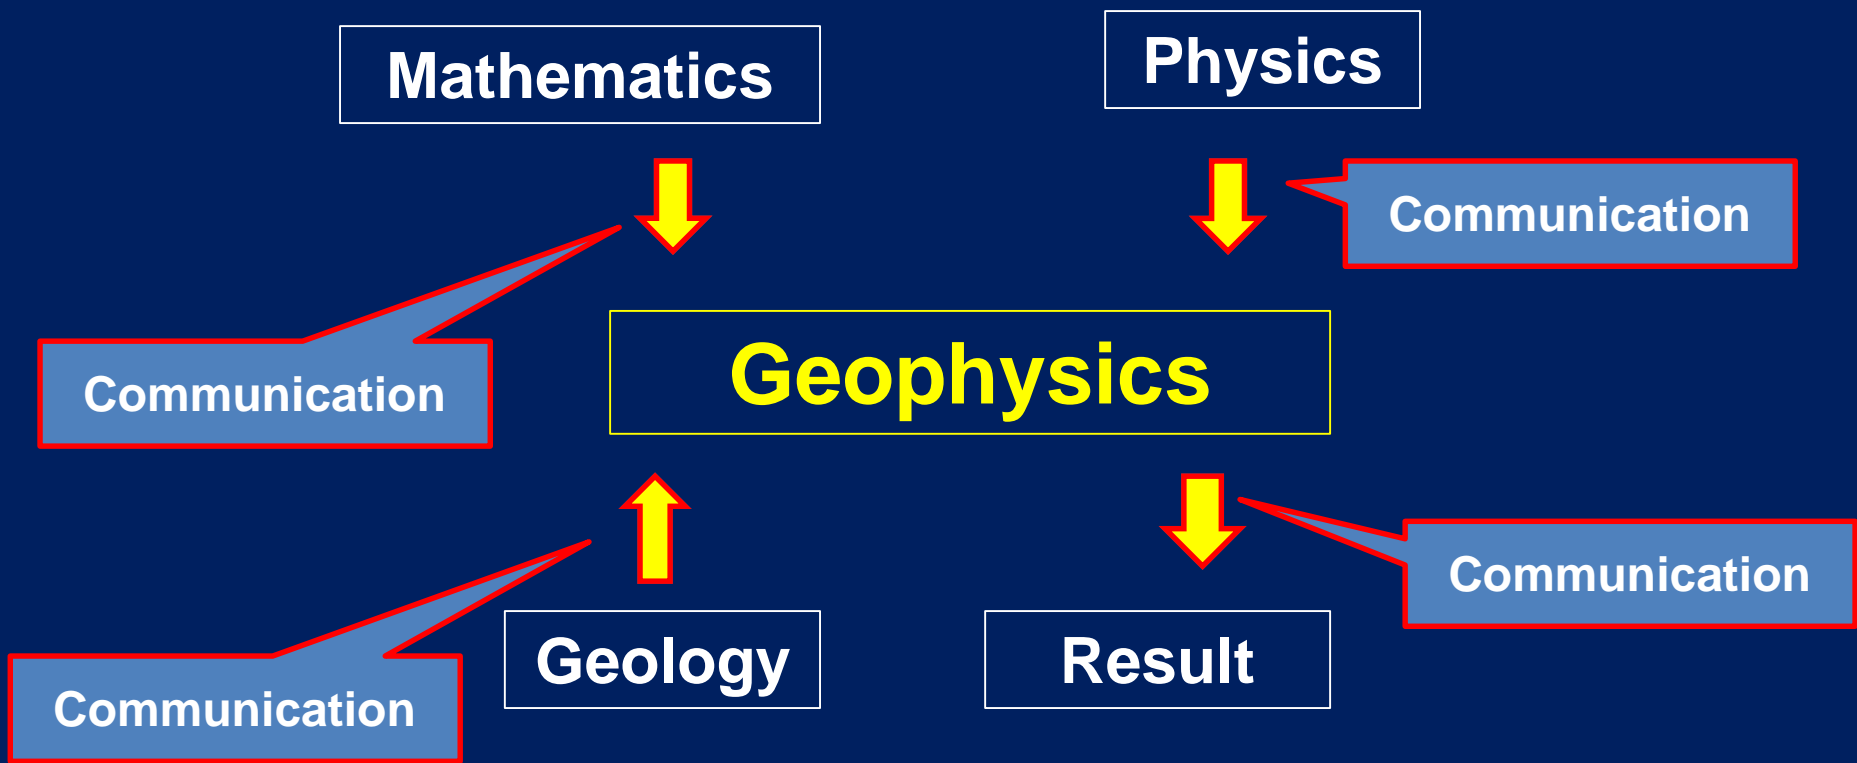 Mathematics
Physics
Communication
Communication
Geophysics
Communication
Geology
Result
Communication